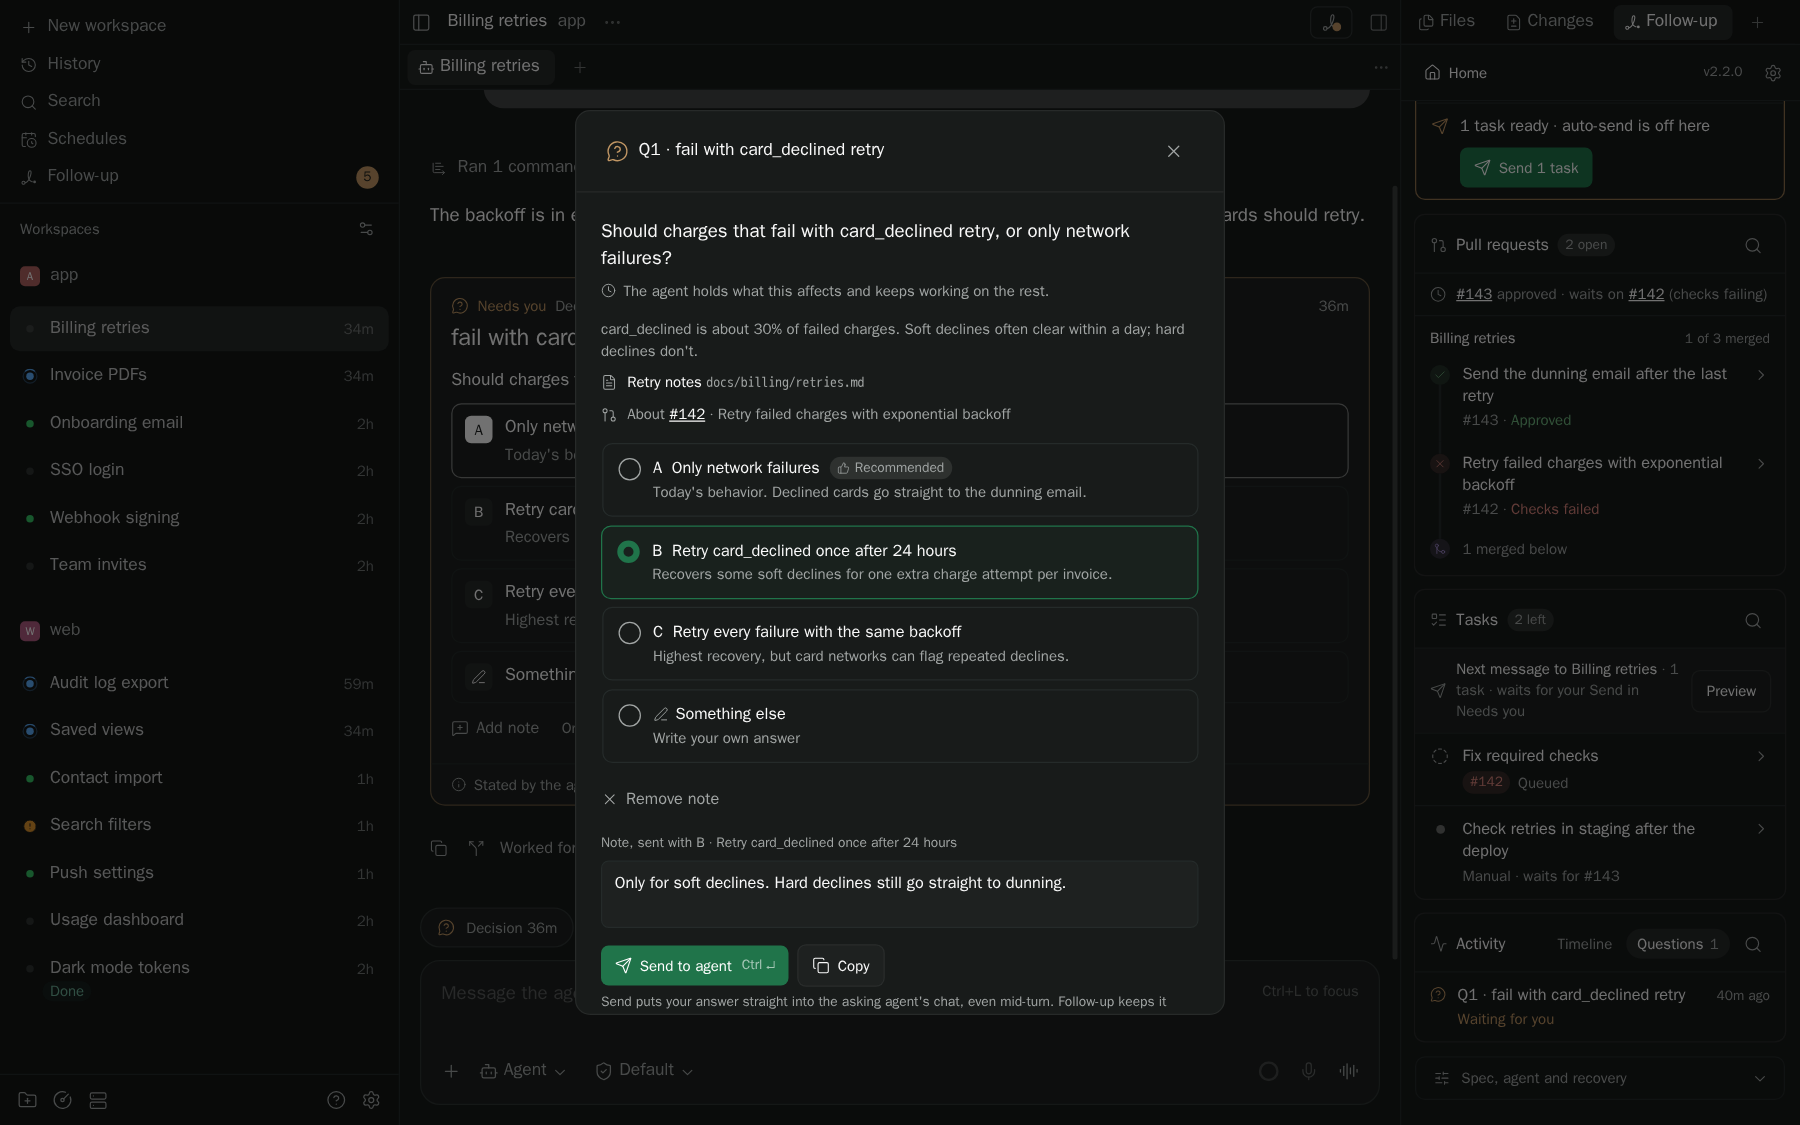 New workspace
History
Search
Schedules
Follow-up
5
Workspaces
A app
Billing retries 34m
Invoice PDFs 34m
Onboarding email 2h
SSO login 2h
Webhook signing 2h
Team invites 2h
W web
Audit log export 59m
Saved views 34m
Contact import 1h
Search filters 1h
Push settings 1h
Usage dashboard 2h
Dark mode tokens 2h
Done
Billing retries app
Billing retries
Ran 1 comman
The backoff is in
ards should retry.
Needs you
36m
fail with card
Should charges
A Only netw
Today's b
B Retry car
Recovers
C Retry eve
Highest re
Somethin
Add note
Stated by the a
Worked for
Decision 36m
Message the age
Ctrl+L to focus
Agent
Default
Q1 · fail with card_declined retry
Should charges that fail with card_declined retry, or only network
failures?
The agent holds what this affects and keeps working on the rest.
card_declined is about 30% of failed charges. Soft declines often clear within a day; hard
declines don't.
Retry notes docs/billing/retries.md
About #142 · Retry failed charges with exponential backoff
A Only network failures Recommended
Today's behavior. Declined cards go straight to the dunning email.
B Retry card_declined once after 24 hours
Recovers some soft declines for one extra charge attempt per invoice.
C Retry every failure with the same backoff
Highest recovery, but card networks can flag repeated declines.
Something else
Write your own answer
Remove note
Note, sent with B · Retry card_declined once after 24 hours
Only for soft declines. Hard declines still go straight to dunning.
Send to agent Ctrl ↵
Copy
Send puts your answer straight into the asking agent's chat, even mid-turn. Follow-up keeps it
Files
Changes
Follow-up
Home
v2.2.0
1 task ready · auto-send is off here
Send 1 task
Pull requests 2 open
#143 approved · waits on #142 (checks failing)
Billing retries 1 of 3 merged
Send the dunning email after the last
retry
#143 · Approved
Retry failed charges with exponential
backoff
#142 · Checks failed
1 merged below
Tasks 2 left
Next message to Billing retries · 1
task · waits for your Send in
Needs you
Preview
Fix required checks
#142 Queued
Check retries in staging after the
deploy
Manual · waits for #143
Activity
Timeline
Questions 1
Q1 · fail with card_declined retry 40m ago
Waiting for you
Spec, agent and recovery